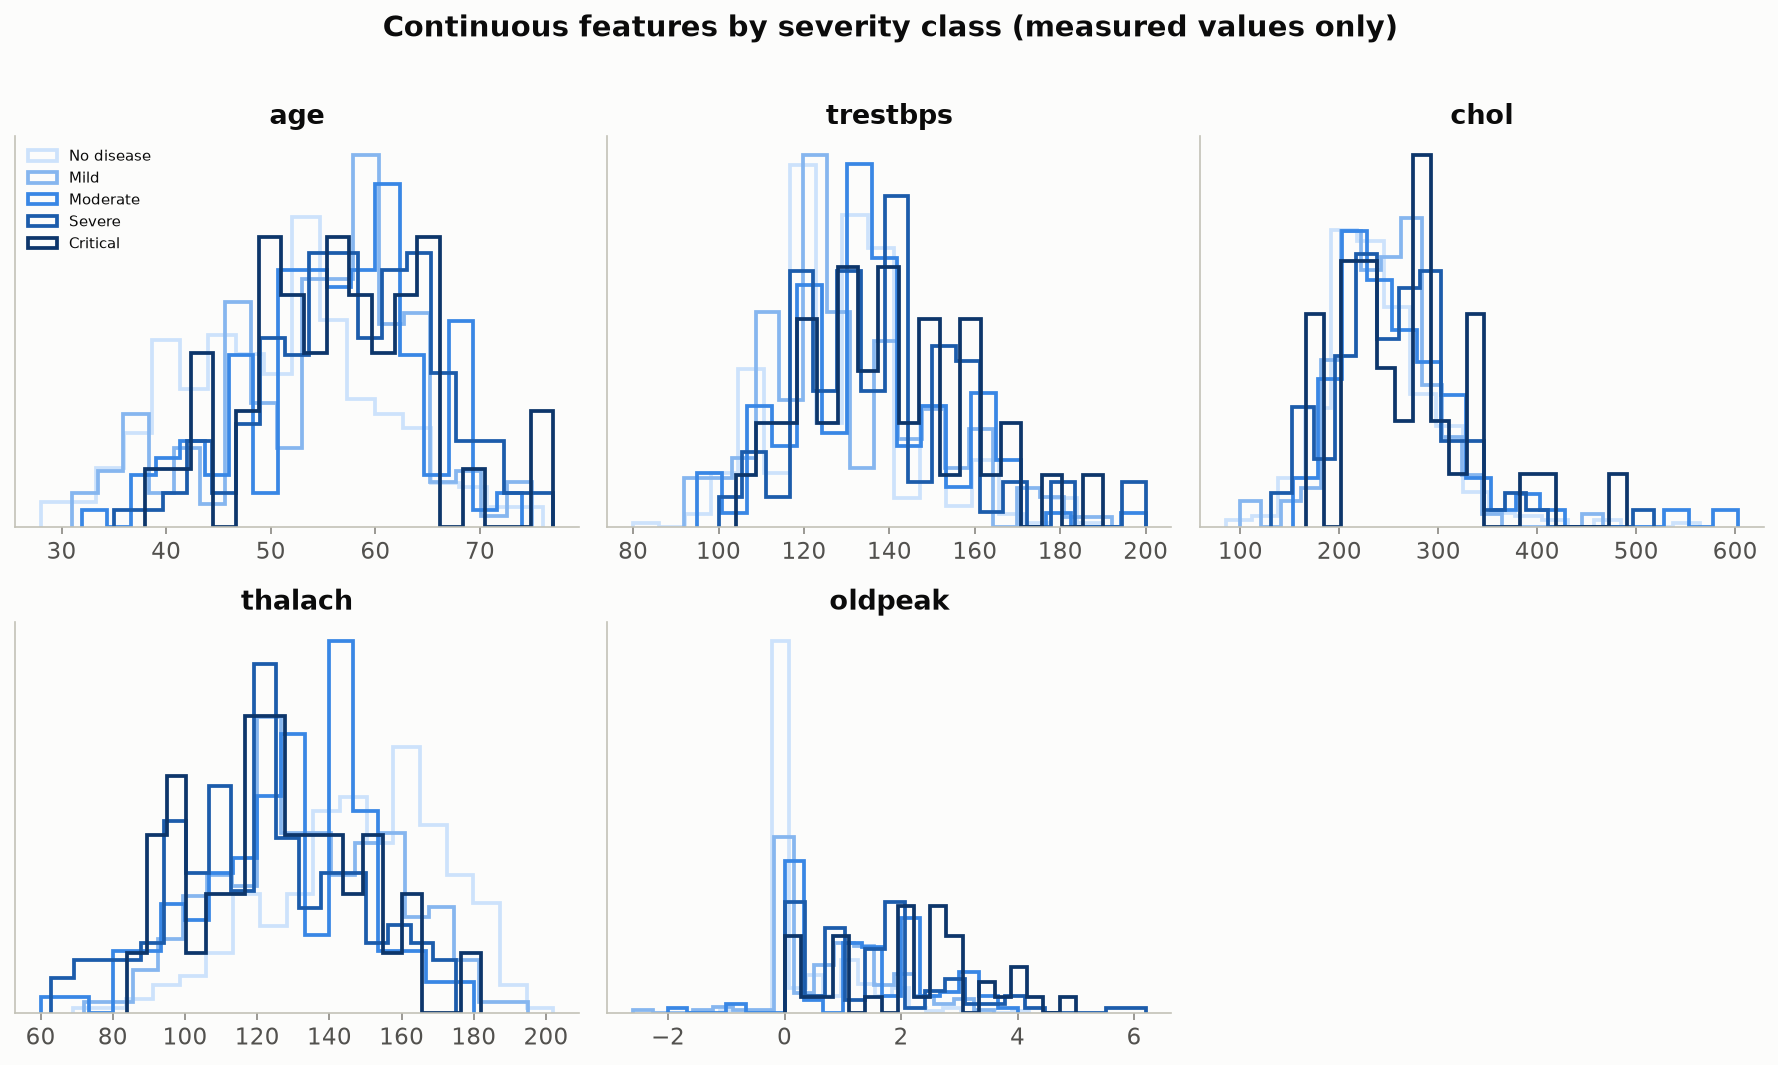 Continuous features by severity class (measured values only)
age
trestbps
chol
No disease
Mild
Moderate
Severe
Critical
30 40 50 60 70
80 100 120 140 160 180 200
100 200 300 400 500 600
thalach
oldpeak
60 80 100 120 140 160 180 200
−2 0 2 4 6